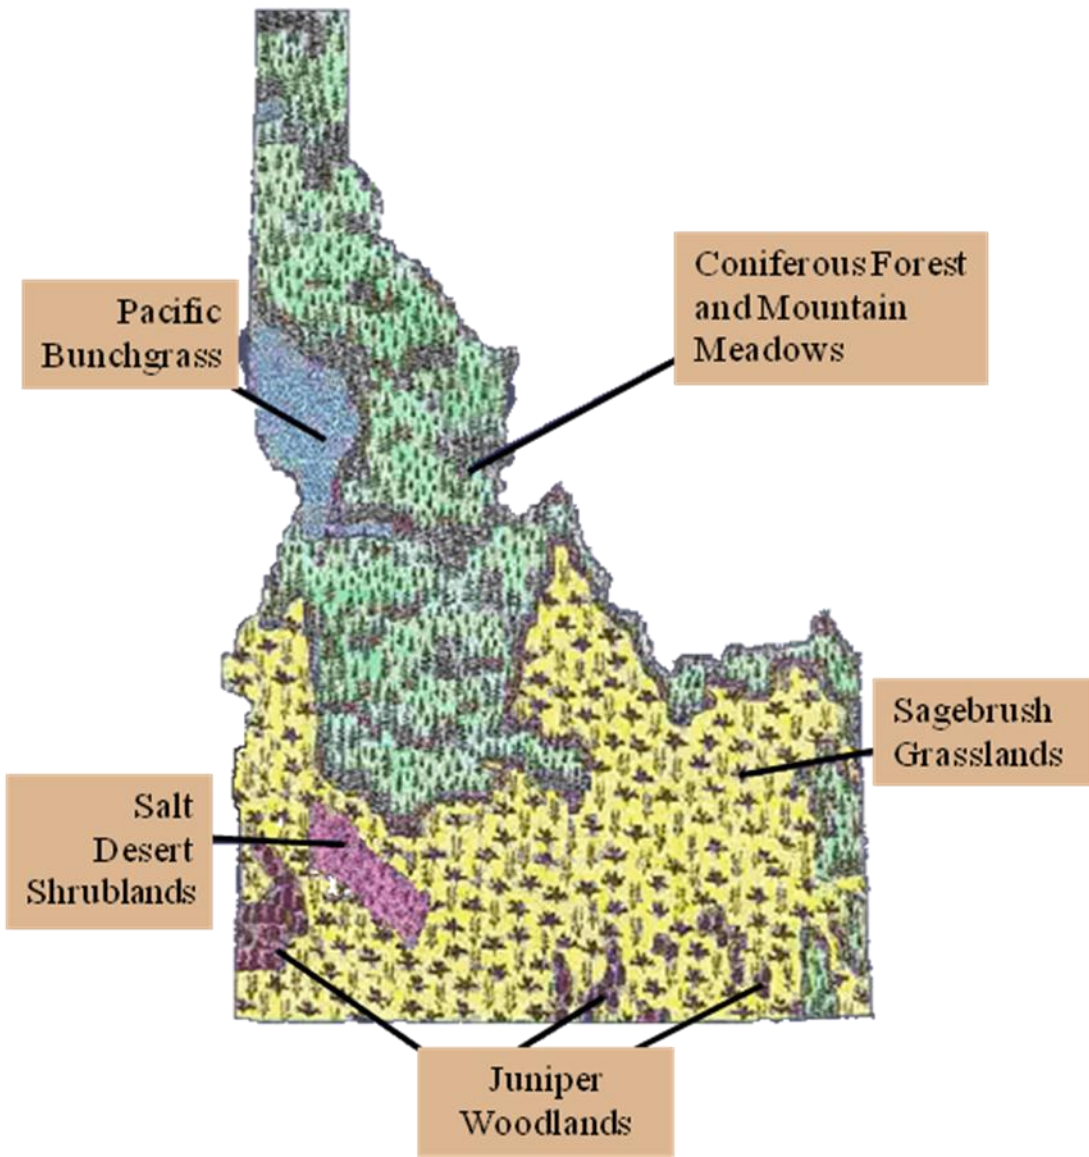 Coniferous Forest
and Mountain
Meadows
Pacific
Bunchgrass
Sagebrush
Grasslands
Salt
Desert
Shrublands
Juniper
Woodlands